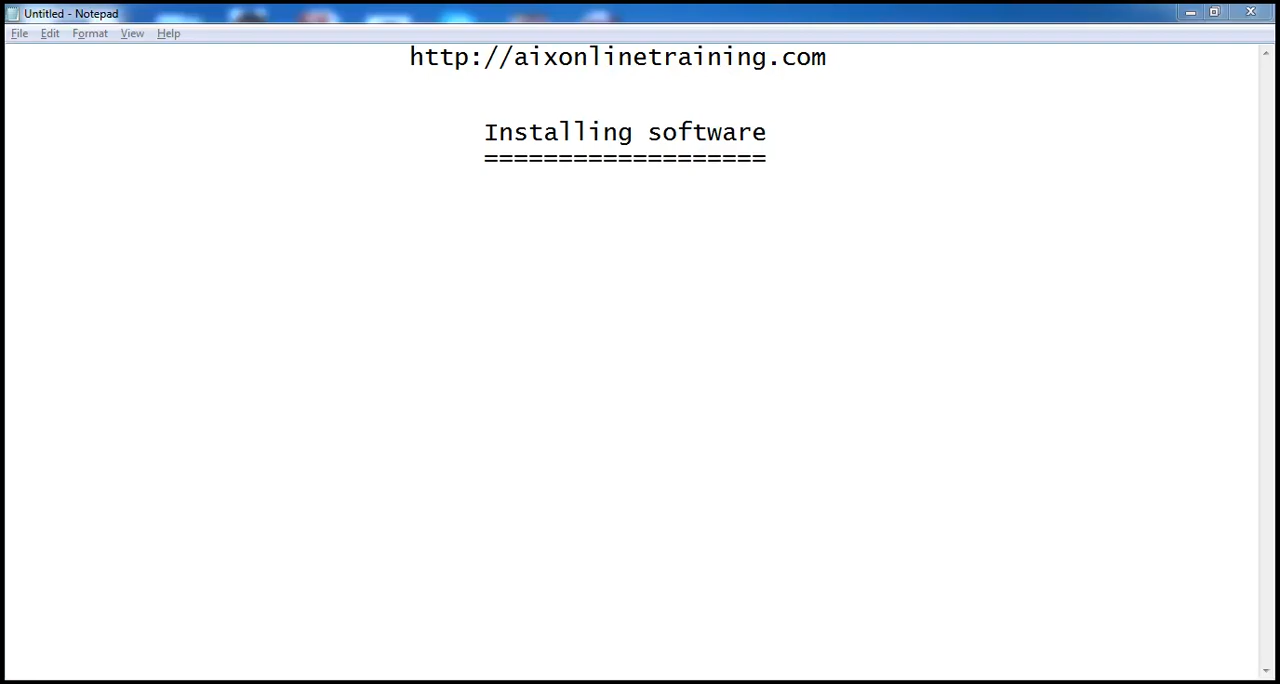 Untitled - Notepad
File Edit Format View Help
http://aixonlinetraining.com
Installing software
===================